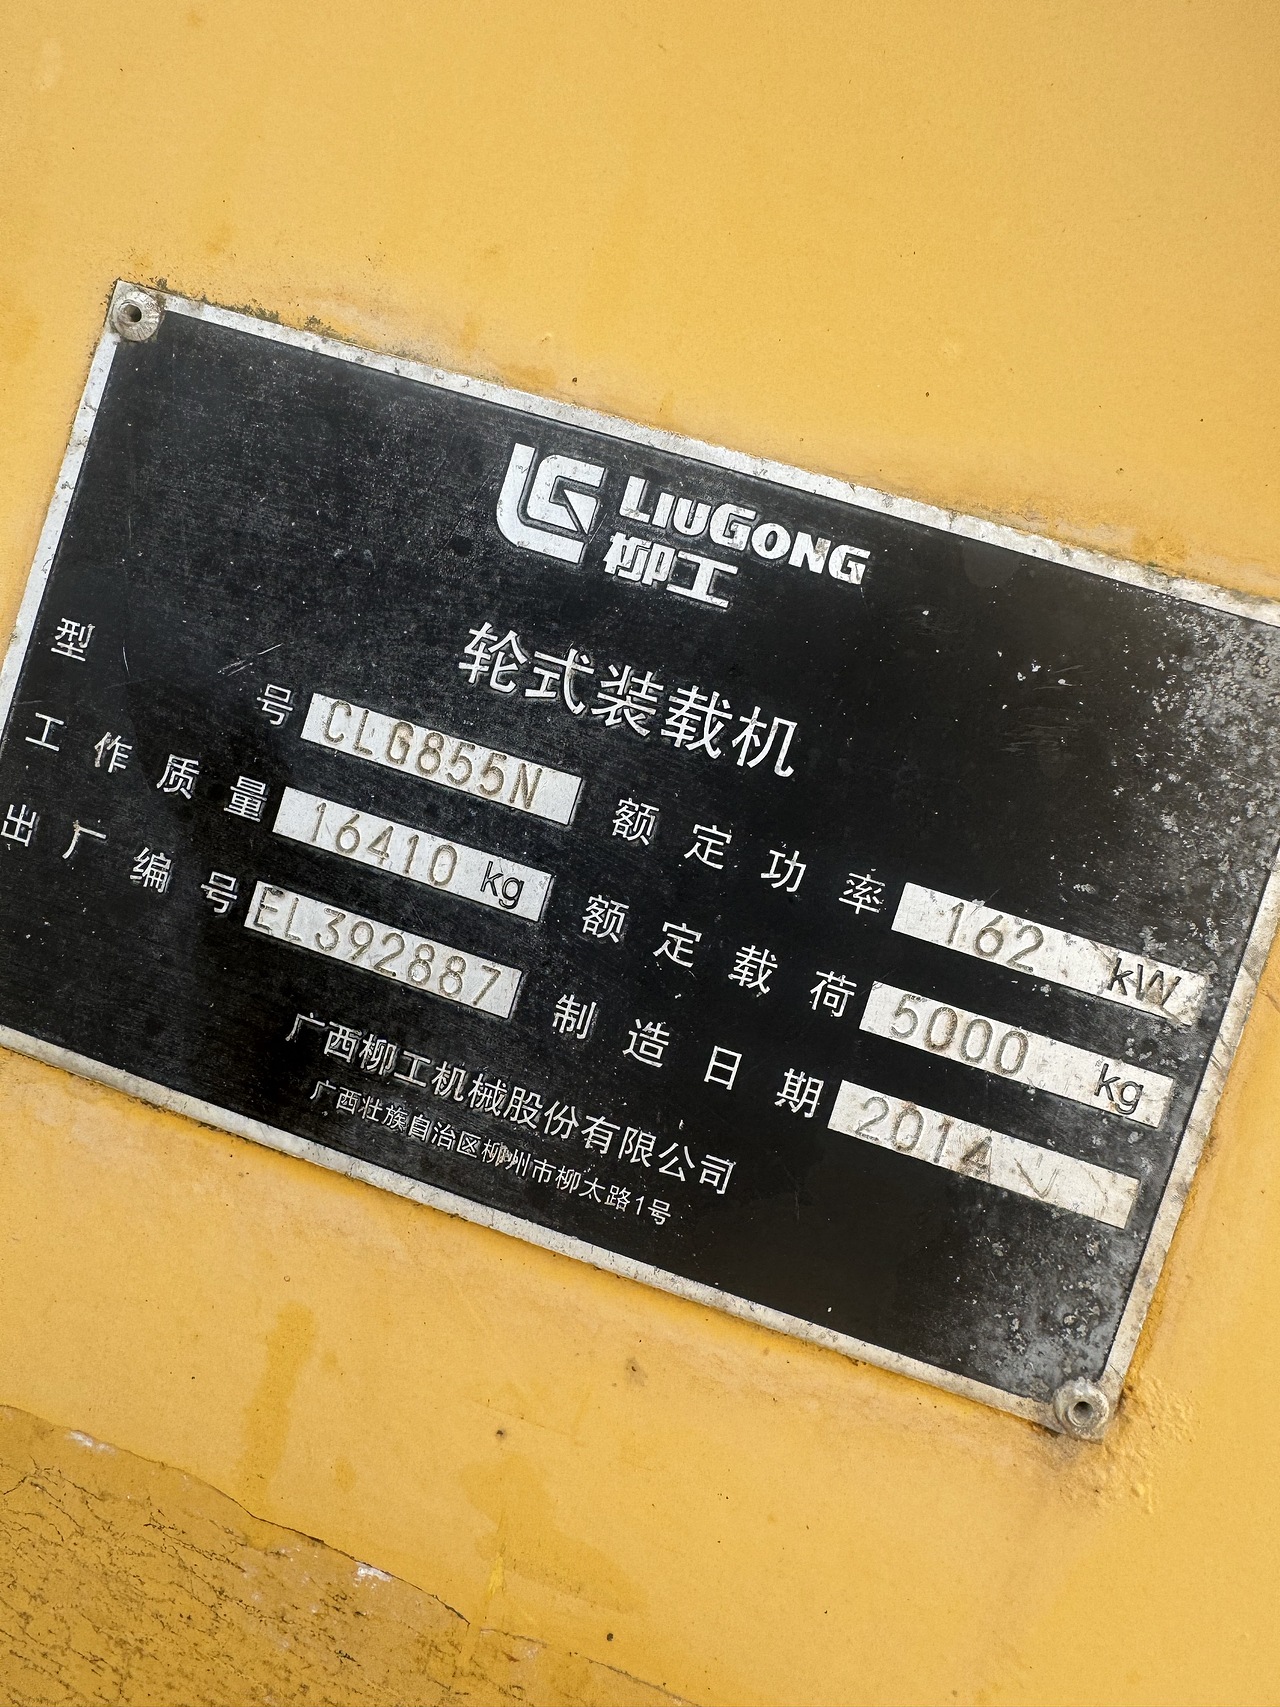 LIUGONG
柳工
轮式装载机
型号 CLG855N 额定功率 162 kW
工作质量 16410 kg 额定载荷 5000 kg
出厂编号 EL392887 制造日期 2014
广西柳工机械股份有限公司
广西壮族自治区柳州市柳太路1号